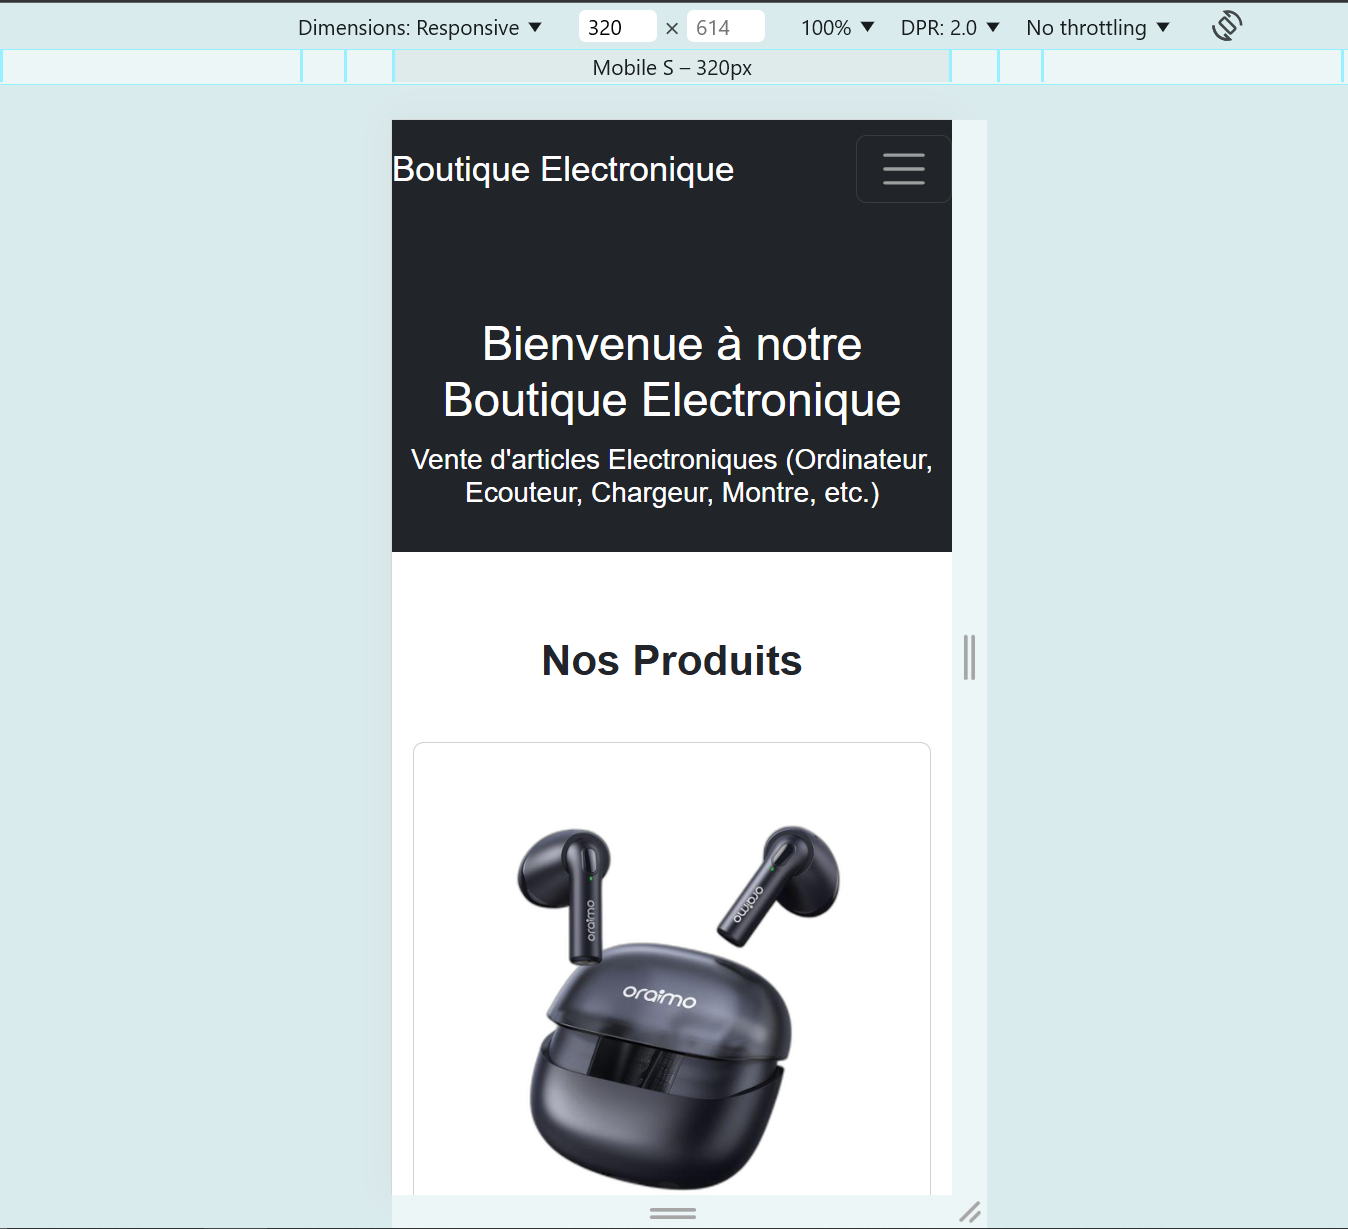 Dimensions: Responsive ▼ 320 × 614 100% ▼ DPR: 2.0 ▼ No throttling ▼
Mobile S – 320px
Boutique Electronique
Bienvenue à notre
Boutique Electronique
Vente d'articles Electroniques (Ordinateur,
Ecouteur, Chargeur, Montre, etc.)
Nos Produits
oraimo
oraimo
oraimo